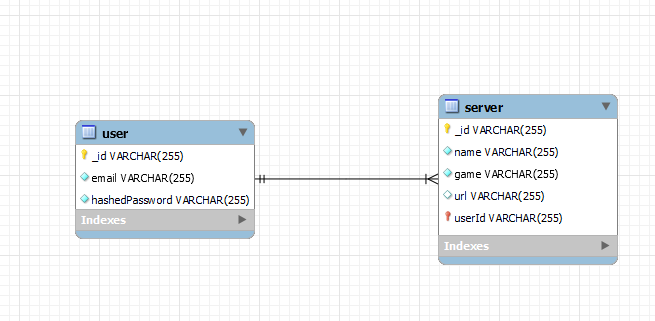 user
_id VARCHAR(255)
email VARCHAR(255)
hashedPassword VARCHAR(255)
Indexes
server
_id VARCHAR(255)
name VARCHAR(255)
game VARCHAR(255)
url VARCHAR(255)
userId VARCHAR(255)
Indexes